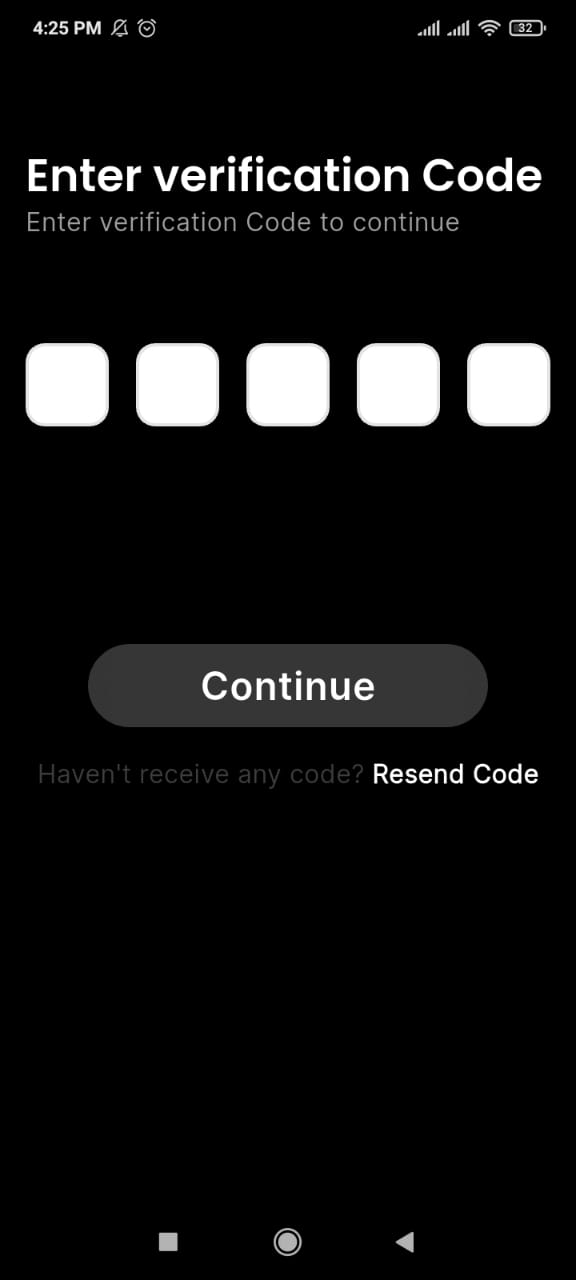 4:25 PM
32
Enter verification Code
Enter verification Code to continue
Continue
Haven't receive any code? Resend Code